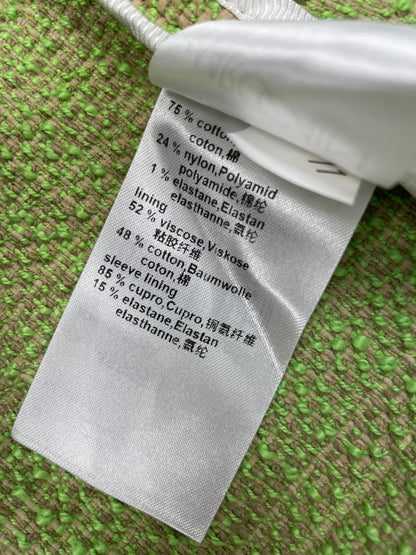 75 % cotton,
coton,棉
24 % nylon,Polyamid
polyamide,锦纶
1 % elastane,Elastan
elasthanne,氨纶
lining
52 % viscose,Viskose
粘胶纤维
48 % cotton,Baumwolle
coton,棉
sleeve lining
85 % cupro,Cupro,铜氨纤维
15 % elastane,Elastan
elasthanne,氨纶